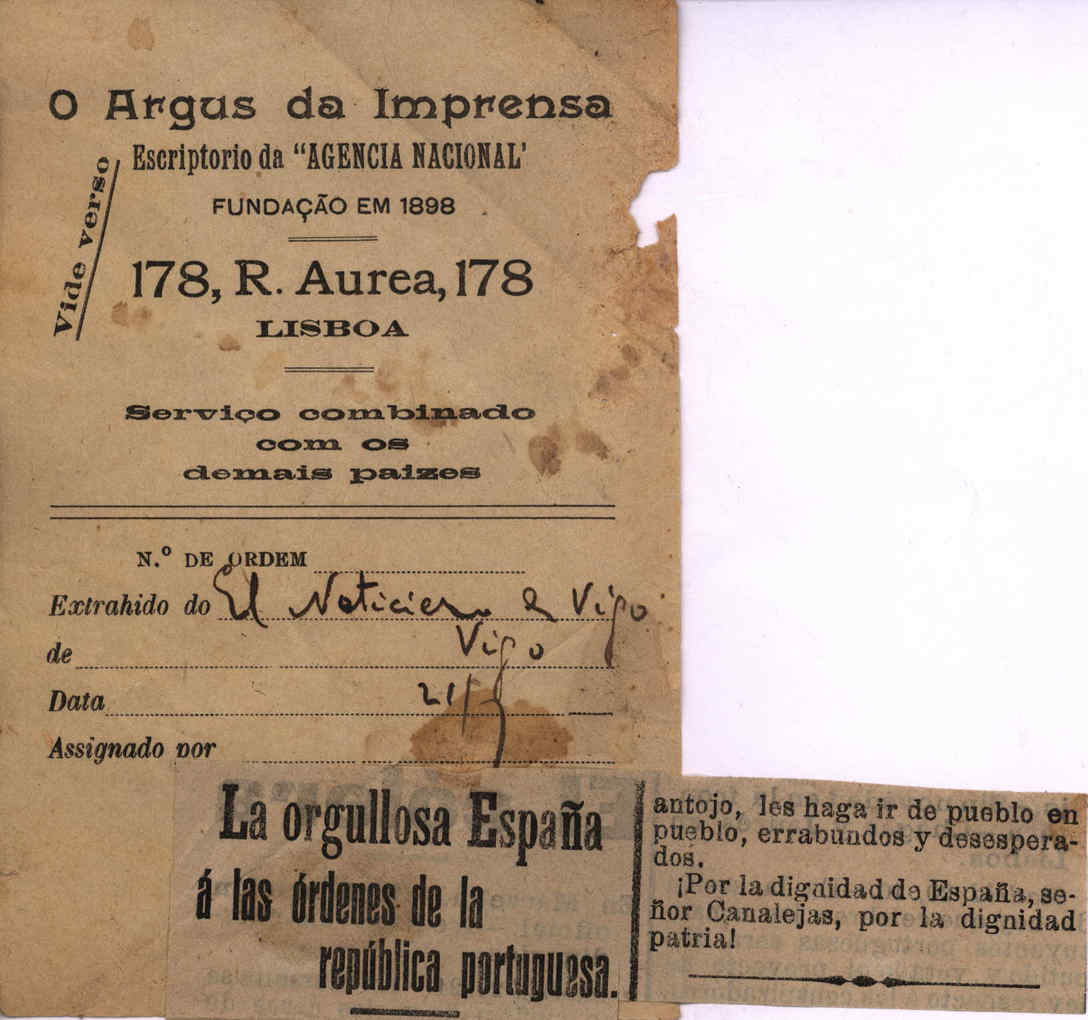 O Argus da Imprensa
Escriptorio da "AGENCIA NACIONAL'
Vide verso
FUNDAÇÃO EM 1898
178, R. Aurea, 178
LISBOA
Serviço combinado
com os
demais paizes
N.º DE ORDEM
Extrahido do El Noticiero de Vigo
de Vigo
Data 21/9
Assignado por
La orgullosa España
á las órdenes de la
república portuguesa.
antojo, les haga ir de pueblo en
pueblo, errabundos y desespera-
dos.
¡Por la dignidad de España, se-
ñor Canalejas, por la dignidad
patria!